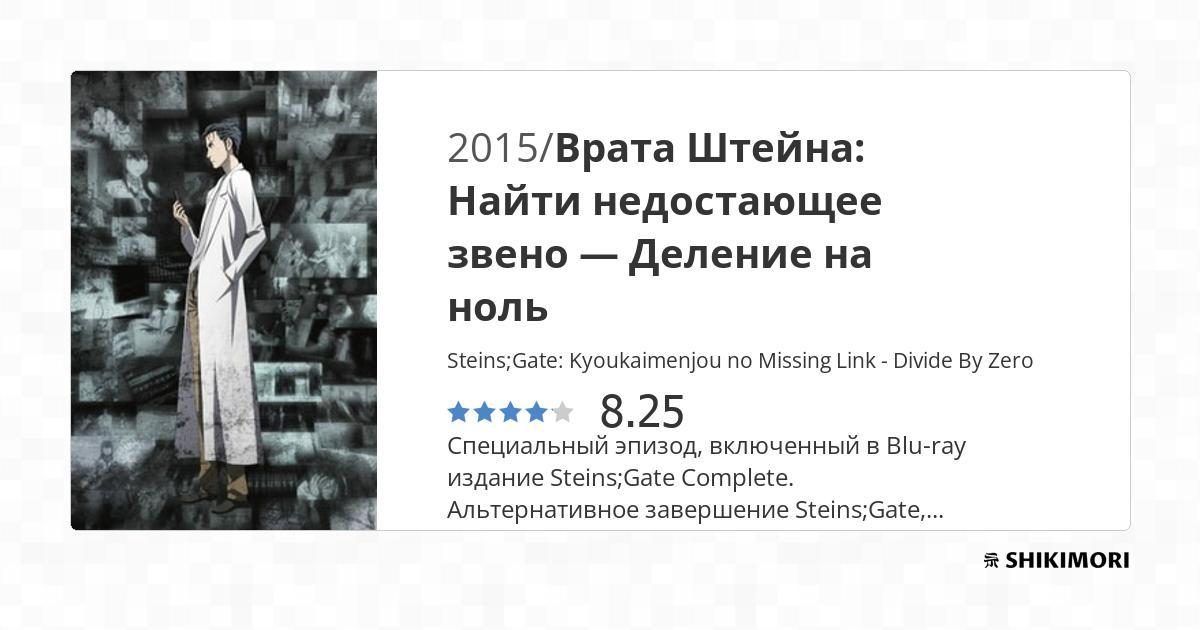 2015/Врата Штейна:
Найти недостающее
звено — Деление на
ноль
Steins;Gate: Kyoukaimenjou no Missing Link - Divide By Zero
8.25
Специальный эпизод, включенный в Blu-ray
издание Steins;Gate Complete.
Альтернативное завершение Steins;Gate,...
SHIKIMORI